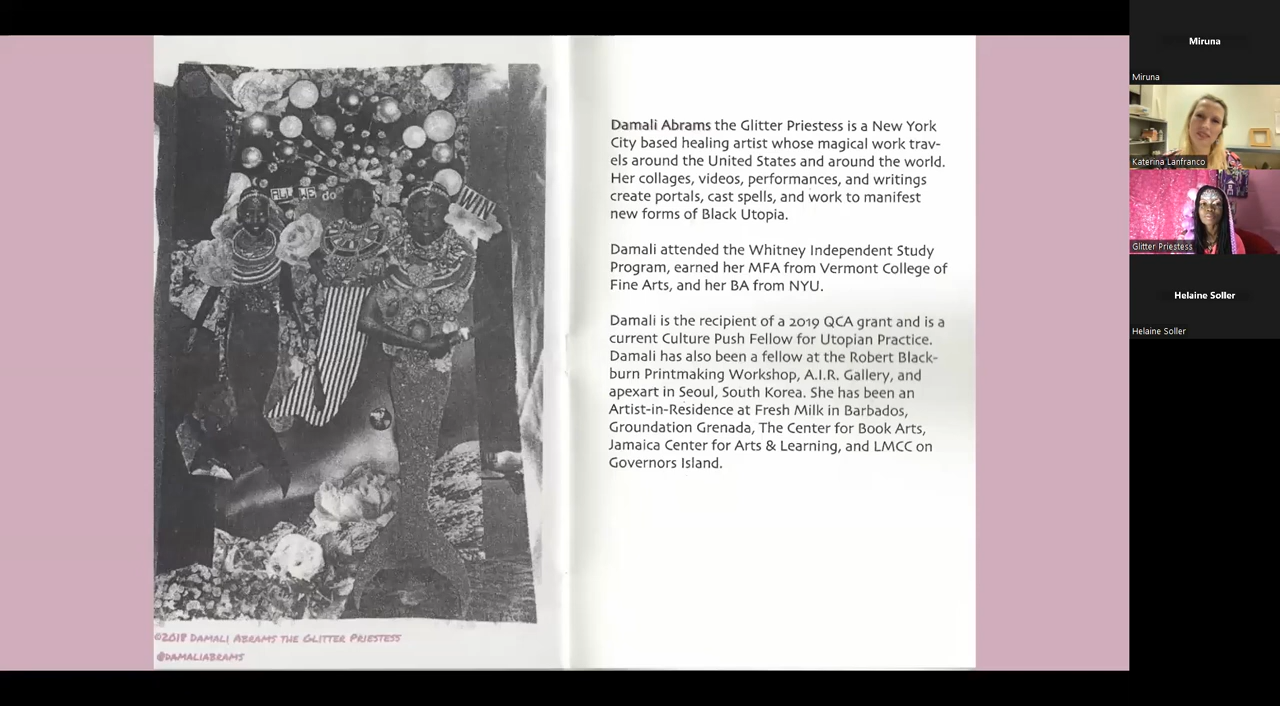 ALL WE do
WIN
©2018 DAMALI ABRAMS THE GLITTER PRIESTESS
@DAMALIABRAMS
Damali Abrams the Glitter Priestess is a New York
City based healing artist whose magical work trav-
els around the United States and around the world.
Her collages, videos, performances, and writings
create portals, cast spells, and work to manifest
new forms of Black Utopia.
Damali attended the Whitney Independent Study
Program, earned her MFA from Vermont College of
Fine Arts, and her BA from NYU.
Damali is the recipient of a 2019 QCA grant and is a
current Culture Push Fellow for Utopian Practice.
Damali has also been a fellow at the Robert Black-
burn Printmaking Workshop, A.I.R. Gallery, and
apexart in Seoul, South Korea. She has been an
Artist-in-Residence at Fresh Milk in Barbados,
Groundation Grenada, The Center for Book Arts,
Jamaica Center for Arts & Learning, and LMCC on
Governors Island.
Miruna
Miruna
Katerina Lanfranco
Glitter Priestess
Helaine Soller
Helaine Soller